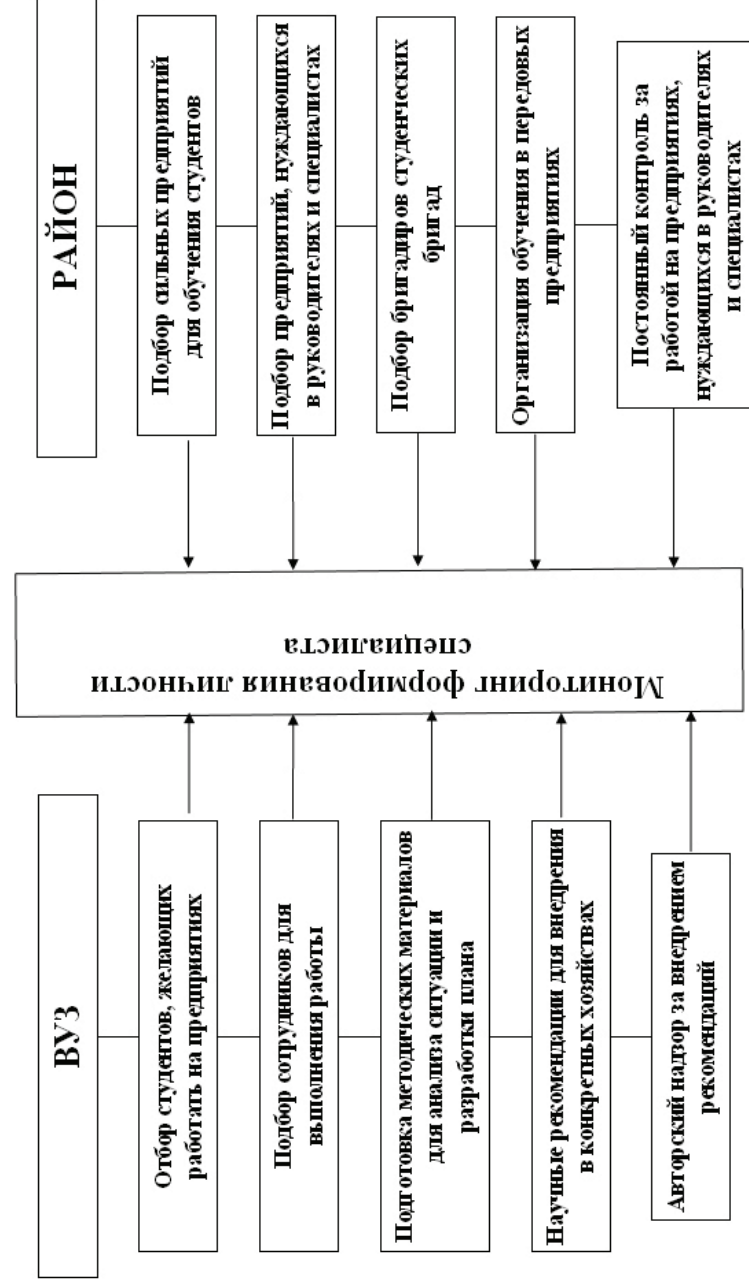 ВУЗ
Отбор студентов, желающих
работать на предприятиях
Подбор сотрудников для
выполнения работы
Подготовка методических материалов
для анализа ситуации и
разработки плана
Научные рекомендации для внедрения
в конкретных хозяйствах
Авторский надзор за внедрением
рекомендаций
Мониторинг формирования личности
специалиста
РАЙОН
Подбор сильных предприятий
для обучения студентов
Подбор предприятий, нуждающихся
в руководителях и специалистах
Подбор бригадиров студенческих
бригад
Организация обучения в передовых
предприятиях
Постоянный контроль за
работой на предприятиях,
нуждающихся в руководителях
и специалистах